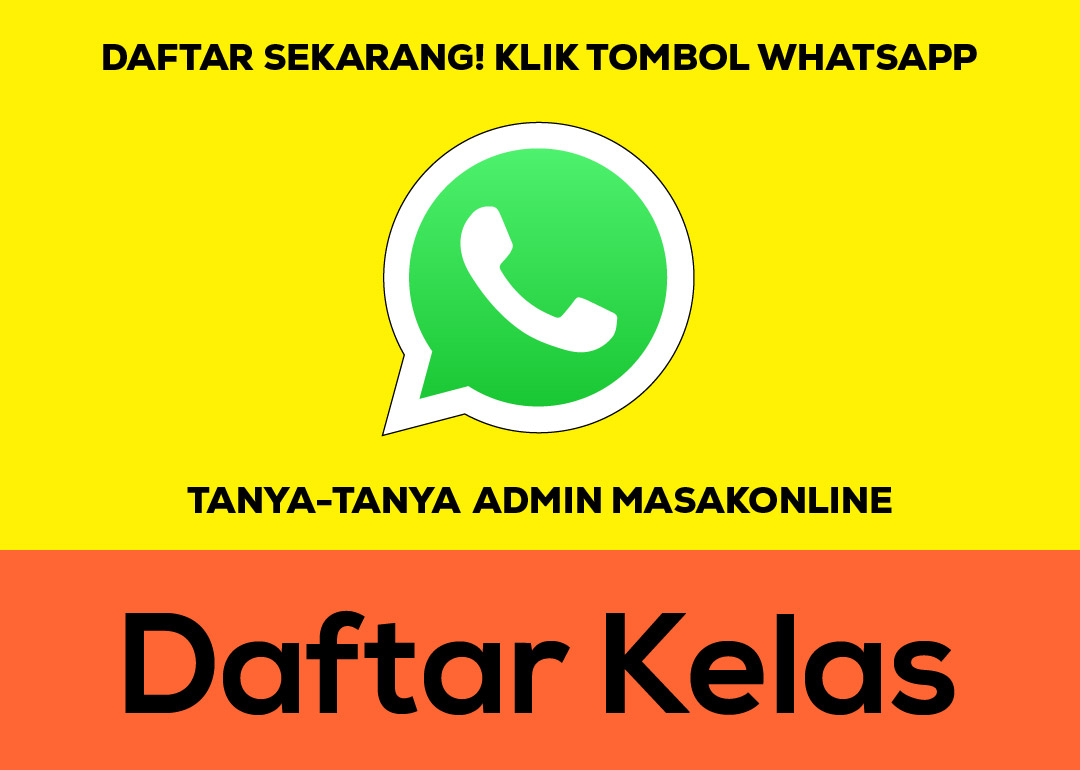 DAFTAR SEKARANG! KLIK TOMBOL WHATSAPP
TANYA-TANYA ADMIN MASAKONLINE
Daftar Kelas